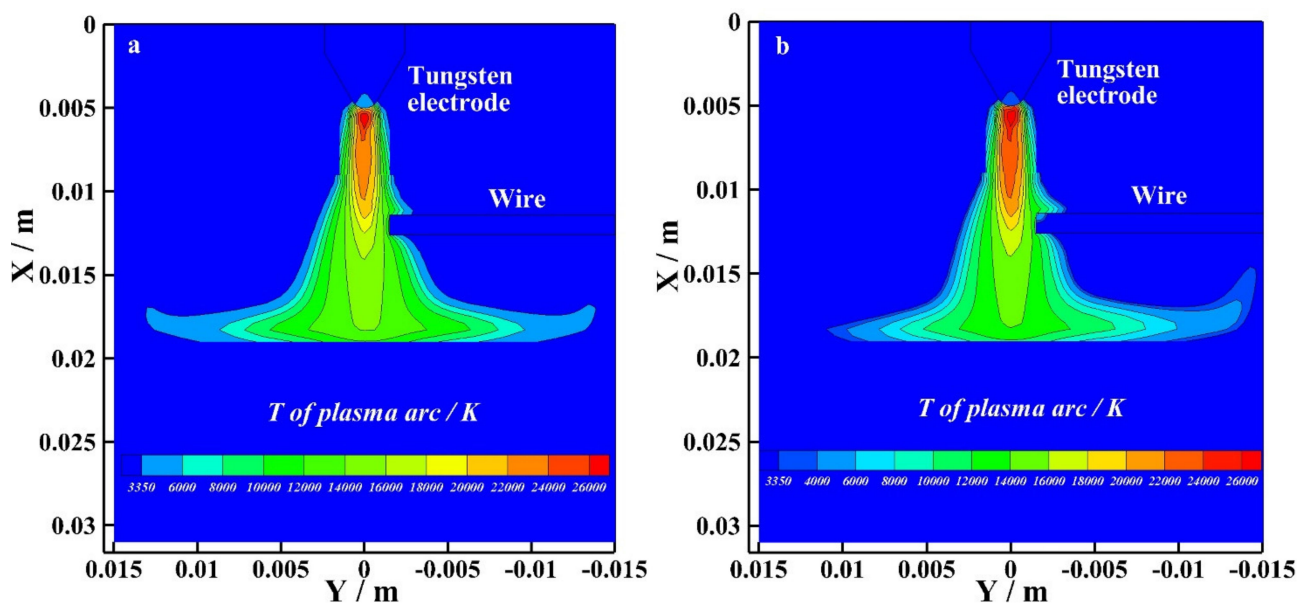 a
Tungsten
electrode
Wire
T of plasma arc / K
3350 6000 8000 10000 12000 14000 16000 18000 20000 22000 24000 26000
X / m
0
0.005
0.01
0.015
0.02
0.025
0.03
0.015 0.01 0.005 0 -0.005 -0.01 -0.015
Y / m
b
Tungsten
electrode
Wire
T of plasma arc / K
3350 4000 6000 8000 10000 12000 14000 16000 18000 20000 22000 24000 26000
X / m
0
0.005
0.01
0.015
0.02
0.025
0.03
0.015 0.01 0.005 0 -0.005 -0.01 -0.015
Y / m